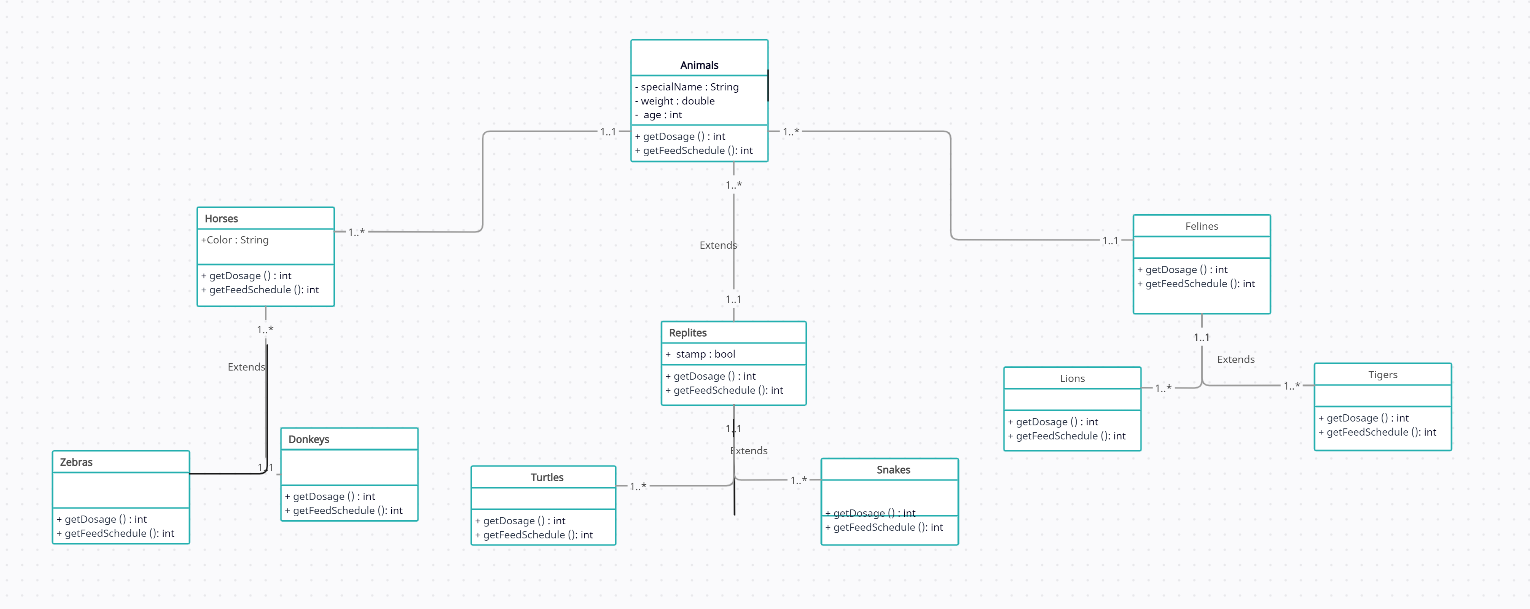 Animals
- specialName : String
- weight : double
- age : int
+ getDosage () : int
+ getFeedSchedule (): int
1..1
1..*
1..*
Extends
1..1
1..*
1..1
Horses
+Color : String
+ getDosage () : int
+ getFeedSchedule (): int
1..*
Extends
1..1
Zebras
+ getDosage () : int
+ getFeedSchedule (): int
Donkeys
+ getDosage () : int
+ getFeedSchedule (): int
Replites
+ stamp : bool
+ getDosage () : int
+ getFeedSchedule (): int
1..1
Extends
1..*
1..*
Turtles
+ getDosage () : int
+ getFeedSchedule (): int
Snakes
+ getDosage () : int
+ getFeedSchedule (): int
Felines
+ getDosage () : int
+ getFeedSchedule (): int
1..1
Extends
1..*
1..*
Lions
+ getDosage () : int
+ getFeedSchedule (): int
Tigers
+ getDosage () : int
+ getFeedSchedule (): int